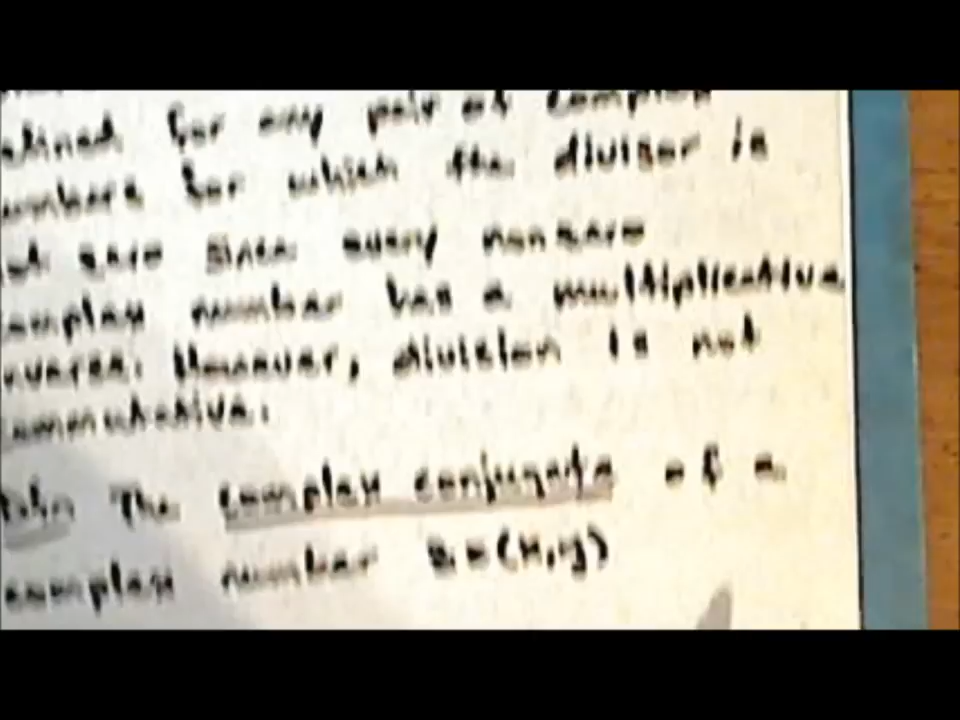 defined for any pair of complex
numbers for which the divisor is
not zero since every nonzero
complex number has a multiplicative
inverse. However, division is not
commutative.
Defn The complex conjugate of a
complex number z=(x,y)